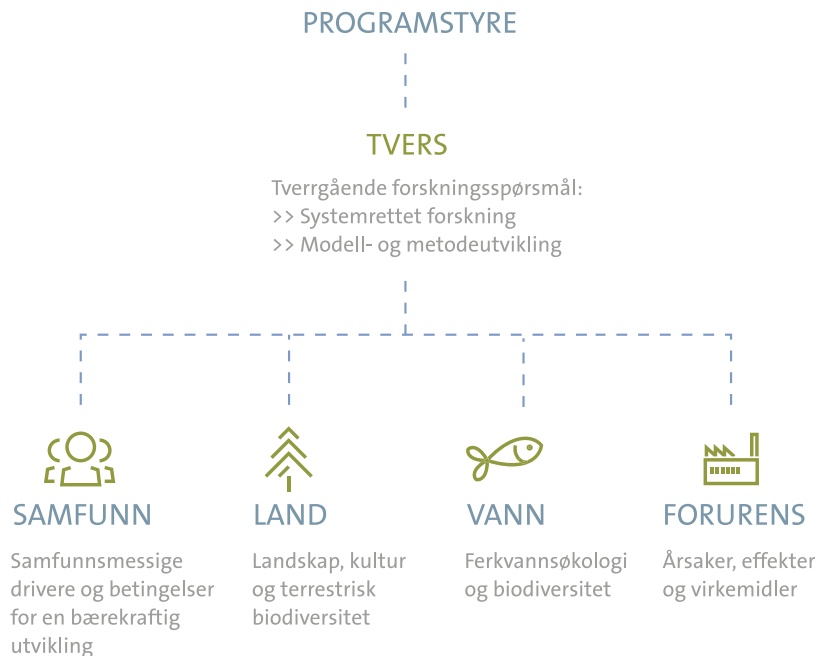 PROGRAMSTYRE
TVERS
Tverrgående forskningsspørsmål:
>> Systemrettet forskning
>> Modell- og metodeutvikling
SAMFUNN
Samfunnsmessige
drivere og betingelser
for en bærekraftig
utvikling
LAND
Landskap, kultur
og terrestrisk
biodiversitet
VANN
Ferkvannsøkologi
og biodiversitet
FORURENS
Årsaker, effekter
og virkemidler